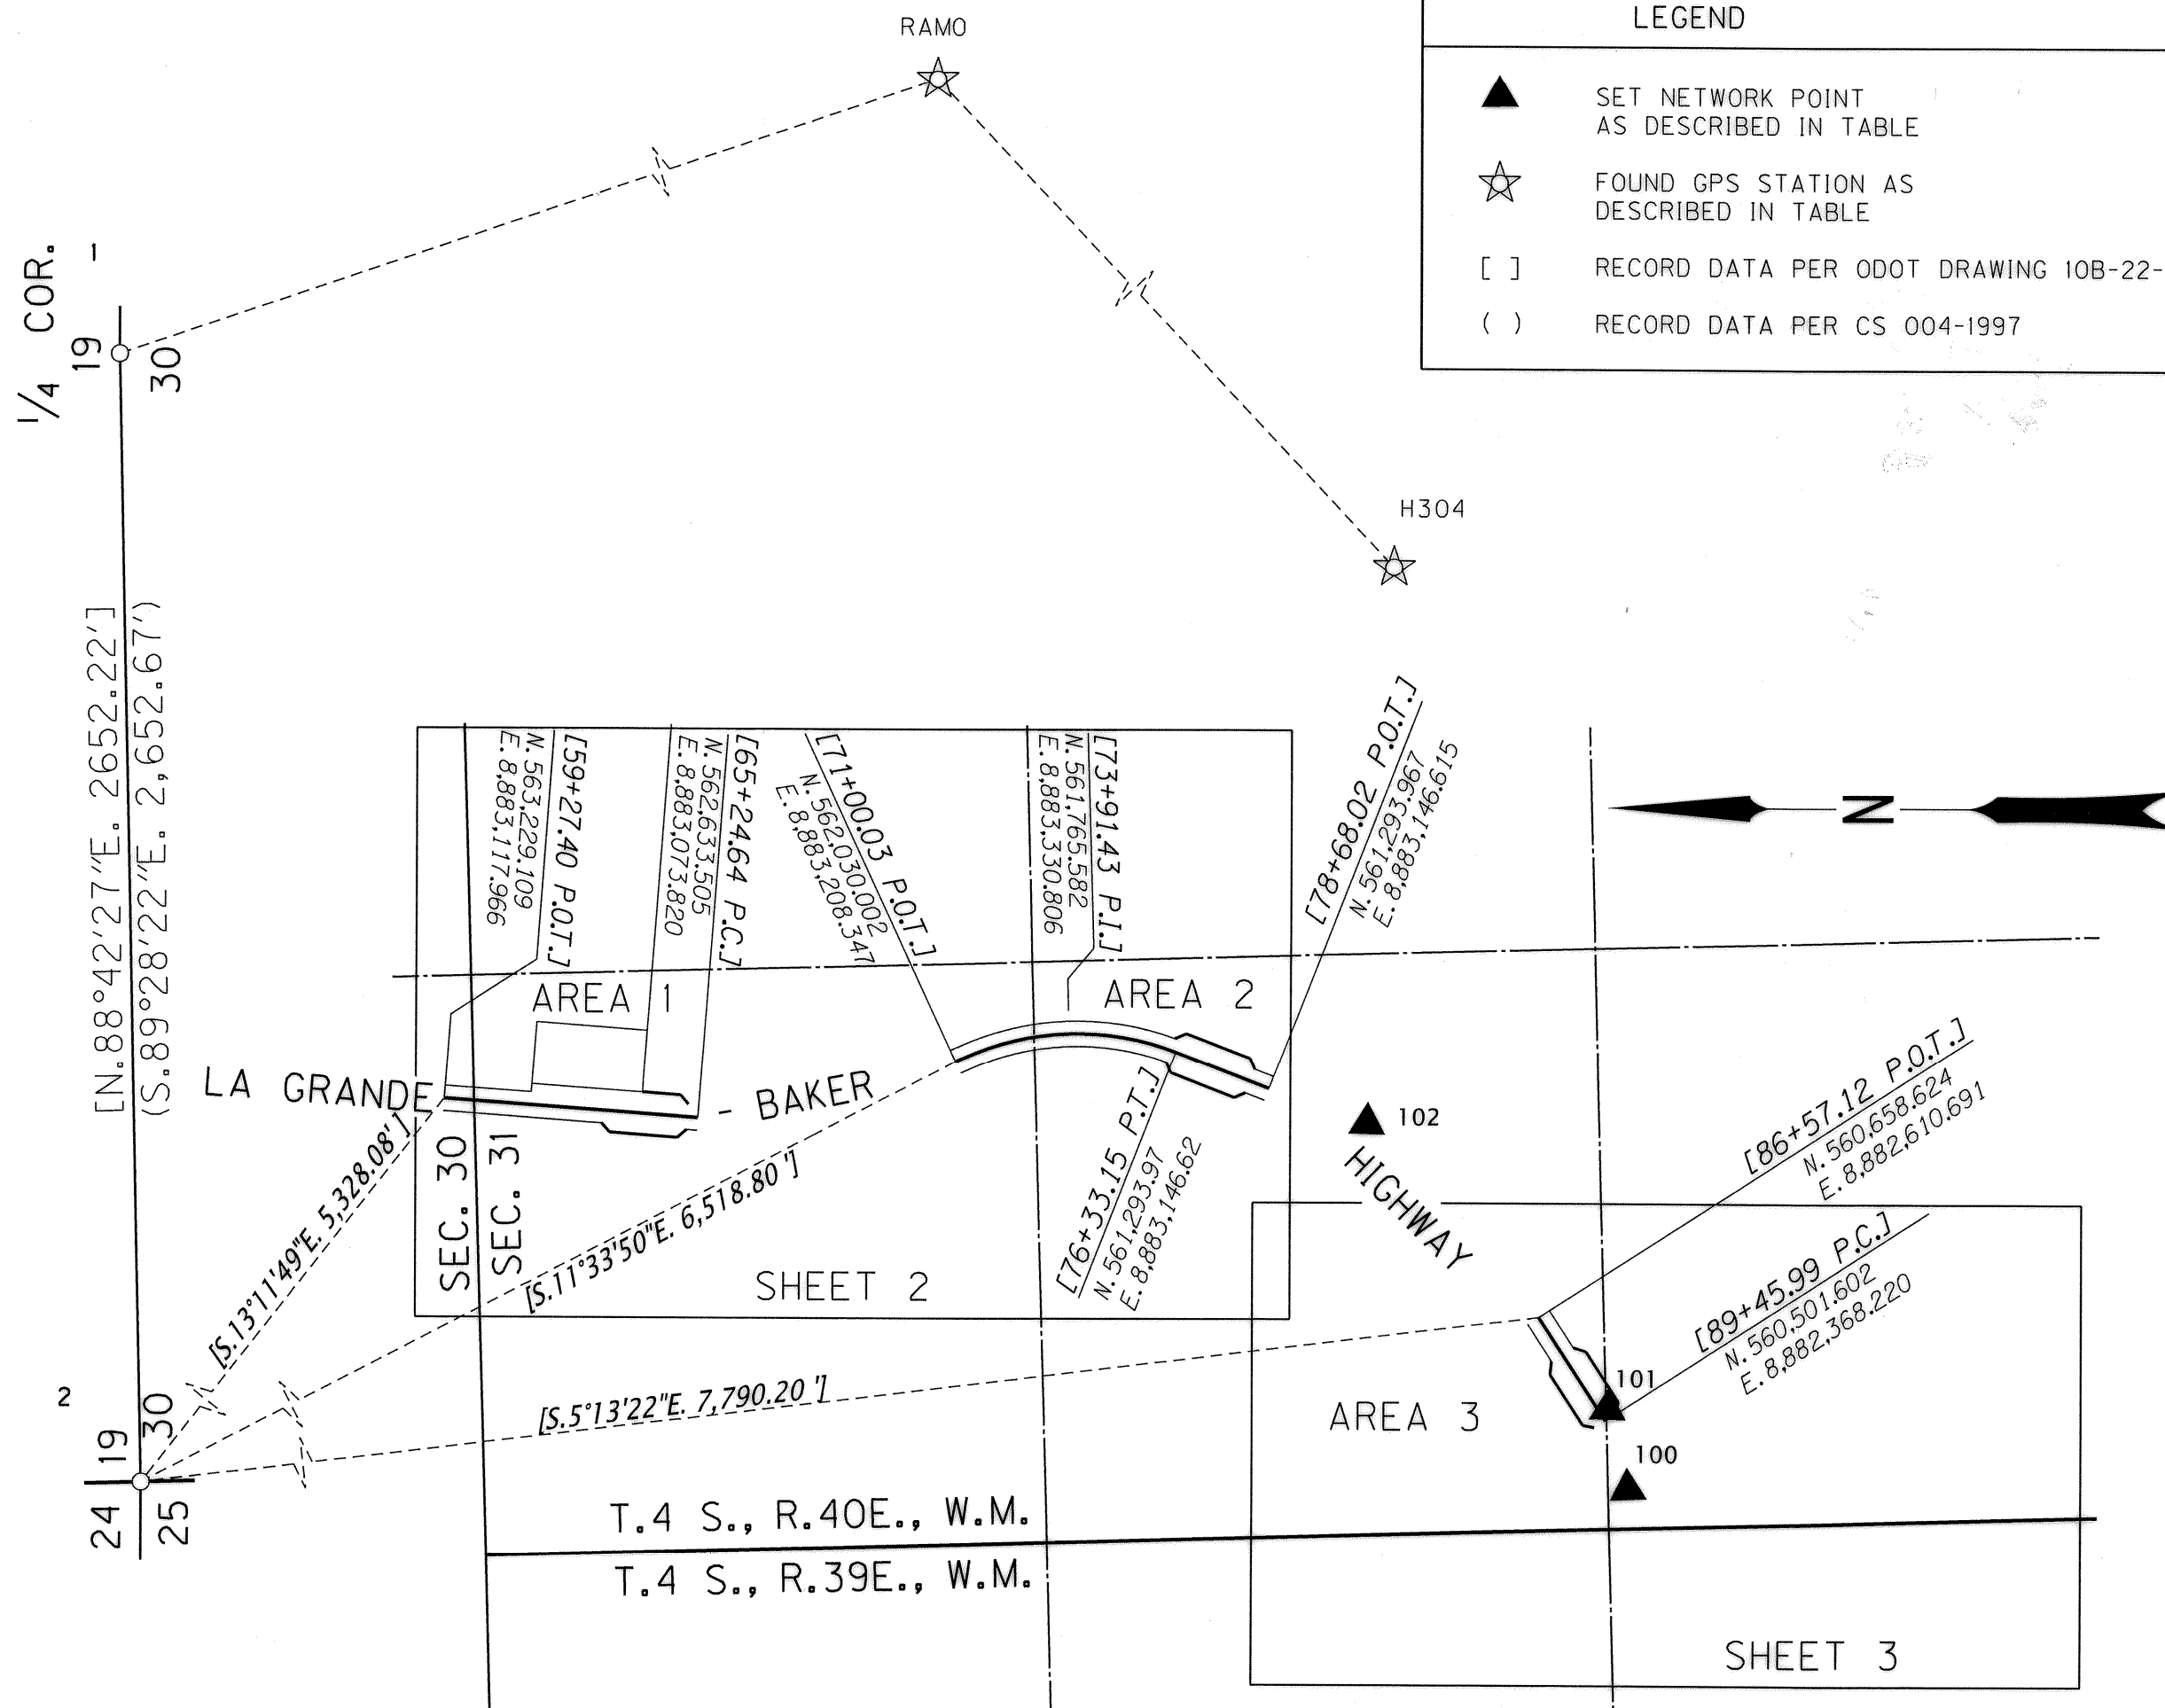 RAMO
LEGEND
SET NETWORK POINT
AS DESCRIBED IN TABLE
FOUND GPS STATION AS
DESCRIBED IN TABLE
[ ] RECORD DATA PER ODOT DRAWING 10B-22-
( ) RECORD DATA PER CS 004-1997
1/4 COR. 1
19
30
H304
[N.88°42'27"E. 2652.22']
(S.89°28'22"E. 2,652.67')
[59+27.40 P.O.T.]
N. 563,229.109
E. 8,883,117.966
[65+24.64 P.C.]
N. 562,633.505
E. 8,883,073.820
[71+00.03 P.O.T.]
N. 562,030.002
E. 8,883,208.347
[73+91.43 P.I.]
N. 561,765.582
E. 8,883,330.806
[78+68.02 P.O.T.]
N. 561,293.967
E. 8,883,146.615
N
AREA 1
AREA 2
LA GRANDE - BAKER
HIGHWAY
102
[S.13°11'49"E. 5,328.08']
SEC. 30
SEC. 31
[S.11°33'50"E. 6,518.80 ']
[76+33.15 P.T.]
N. 561,293.97
E. 8,883,146.62
SHEET 2
[86+57.12 P.O.T.]
N. 560,658.624
E. 8,882,610.691
[89+45.99 P.C.]
N. 560,501.602
E. 8,882,368.220
[S.5°13'22"E. 7,790.20 ']
AREA 3
101
100
2
19
30
24
25
T.4 S., R.40E., W.M.
T.4 S., R.39E., W.M.
SHEET 3